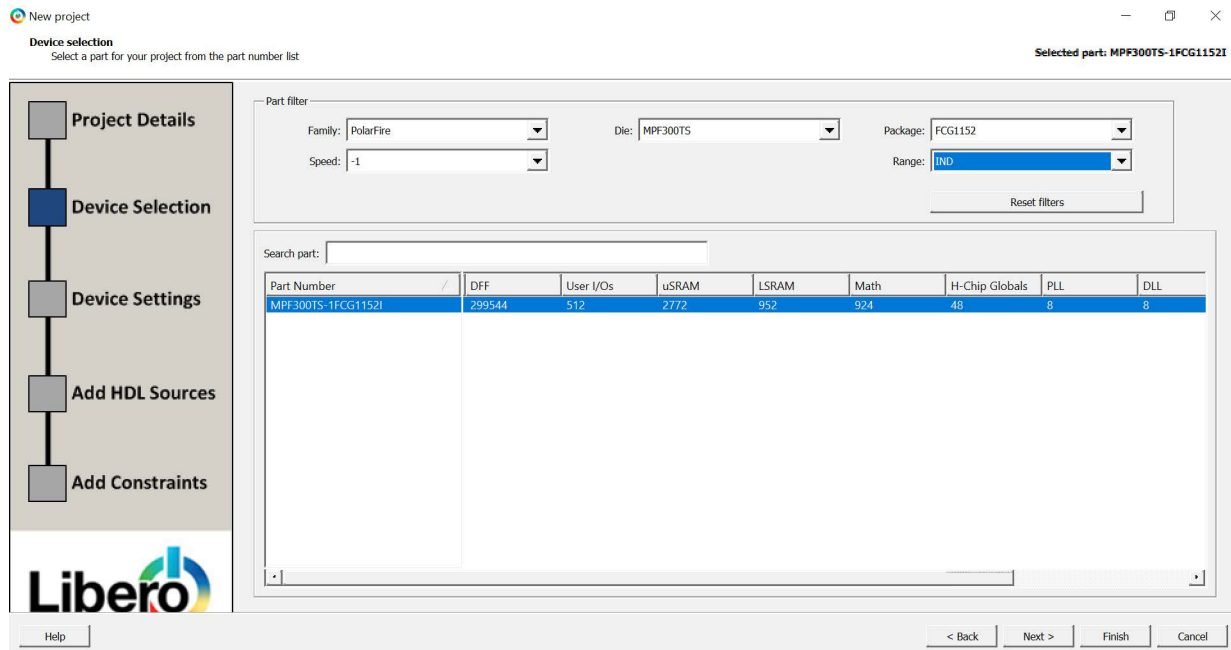 New project
Device selection
Select a part for your project from the part number list
Selected part: MPF300TS-1FCG1152I
Project Details
Device Selection
Device Settings
Add HDL Sources
Add Constraints
Libero
Part filter
Family: PolarFire Die: MPF300TS Package: FCG1152
Speed: -1 Range: IND
Reset filters
Search part:
Part Number DFF User I/Os uSRAM LSRAM Math H-Chip Globals PLL DLL
MPF300TS-1FCG1152I 299544 512 2772 952 924 48 8 8
Help < Back Next > Finish Cancel